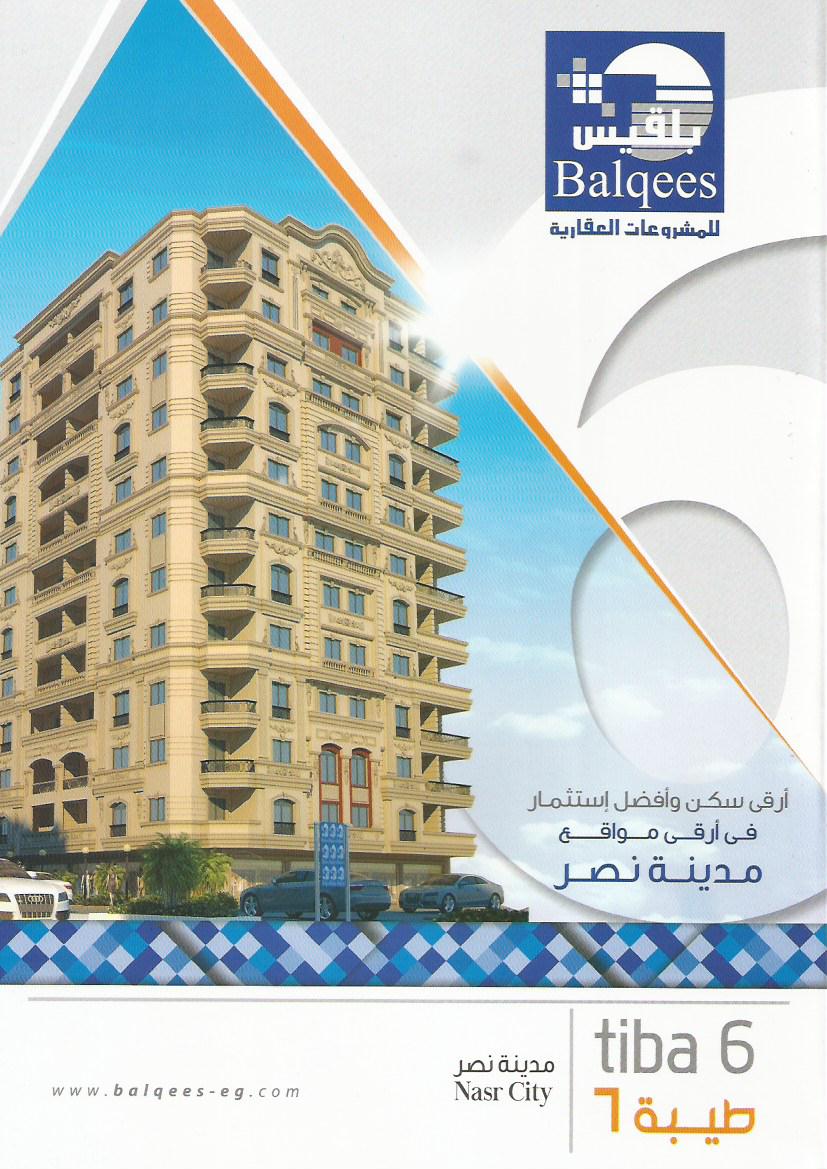 بلقيس
Balqees
للمشروعات العقارية
أرقى سكن وأفضل إستثمار
فى أرقى مواقع
مدينة نصر
tiba 6
طيبة ٦
مدينة نصر
Nasr City
www.balqees-eg.com